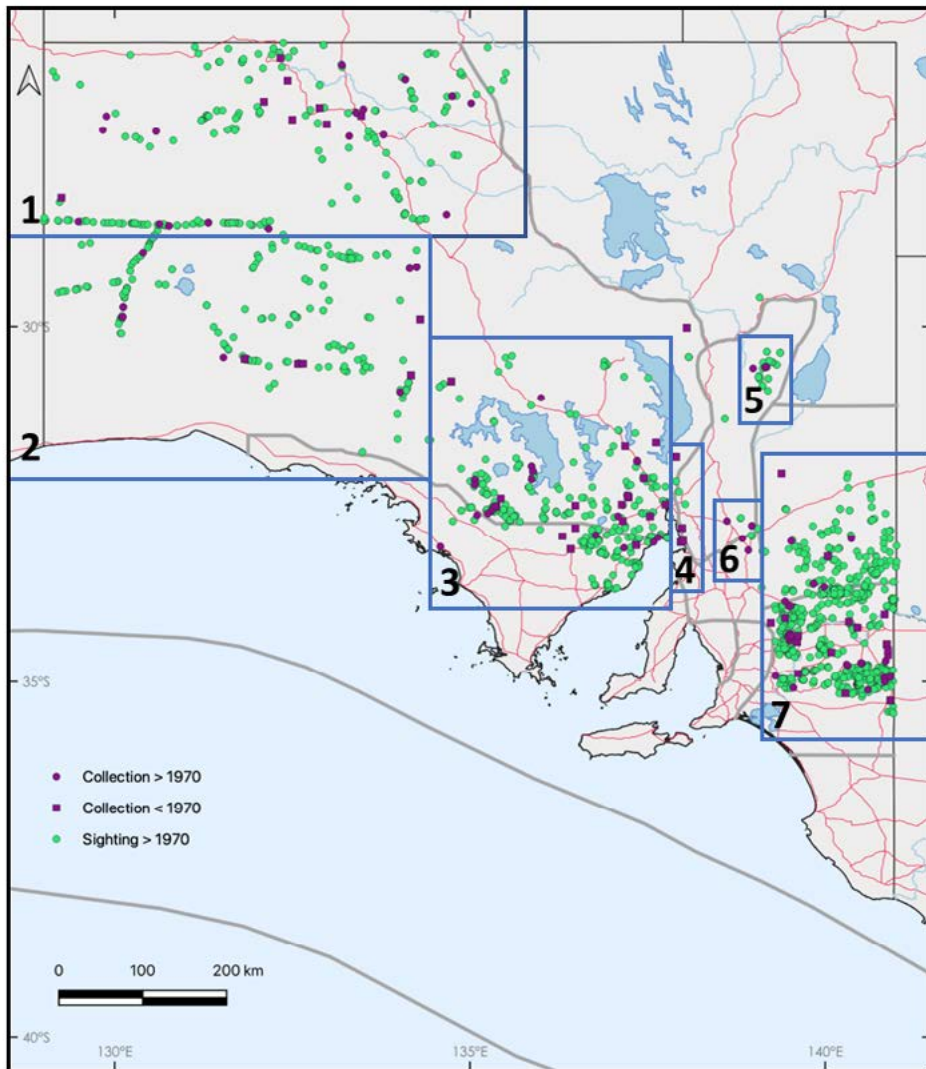 1
30°S
5
2
3
4
6
35°S
7
Collection > 1970
Collection < 1970
Sighting > 1970
0 100 200 km
40°S
130°E 135°E 140°E